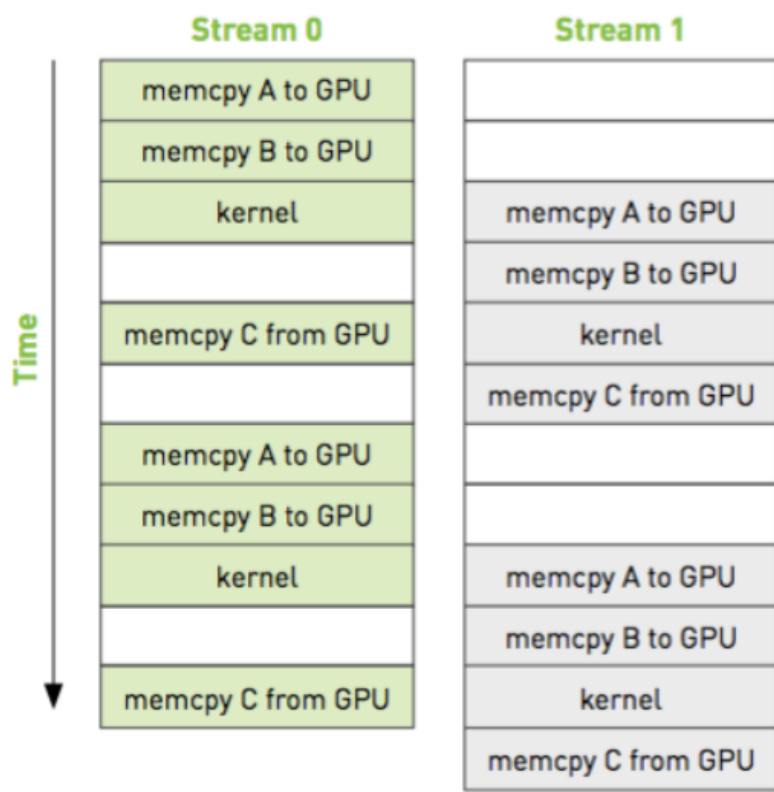 Stream 0
Stream 1
Time
memcpy A to GPU
memcpy B to GPU
kernel
memcpy C from GPU
memcpy A to GPU
memcpy B to GPU
kernel
memcpy C from GPU
memcpy A to GPU
memcpy B to GPU
kernel
memcpy C from GPU
memcpy A to GPU
memcpy B to GPU
kernel
memcpy C from GPU